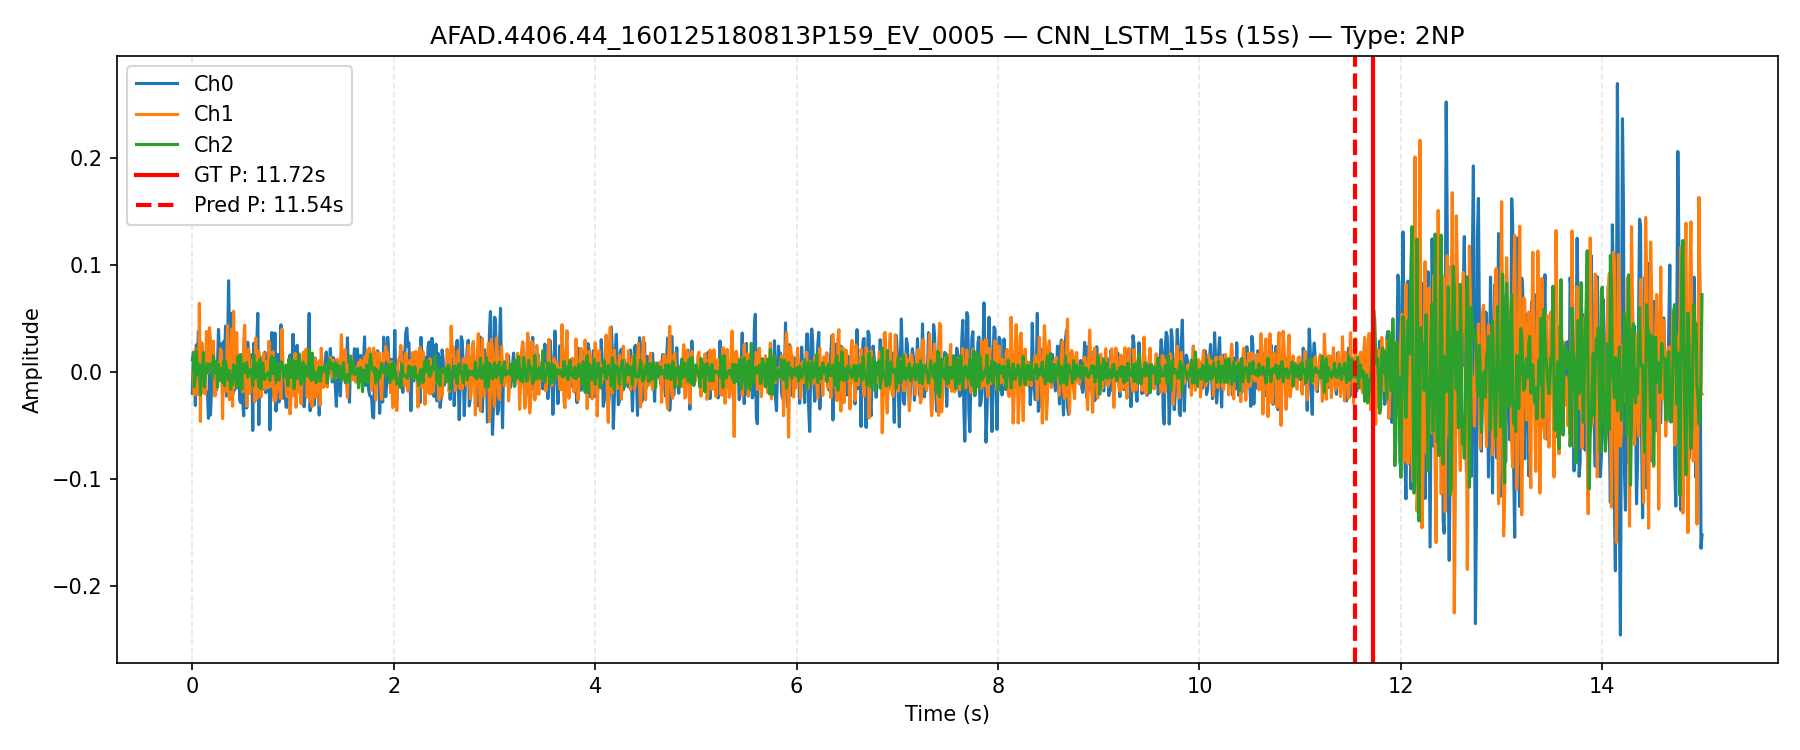 AFAD.4406.44_160125180813P159_EV_0005 — CNN_LSTM_15s (15s) — Type: 2NP
Ch0
Ch1
Ch2
GT P: 11.72s
Pred P: 11.54s
Amplitude
0.2
0.1
0.0
−0.1
−0.2
0 2 4 6 8 10 12 14
Time (s)